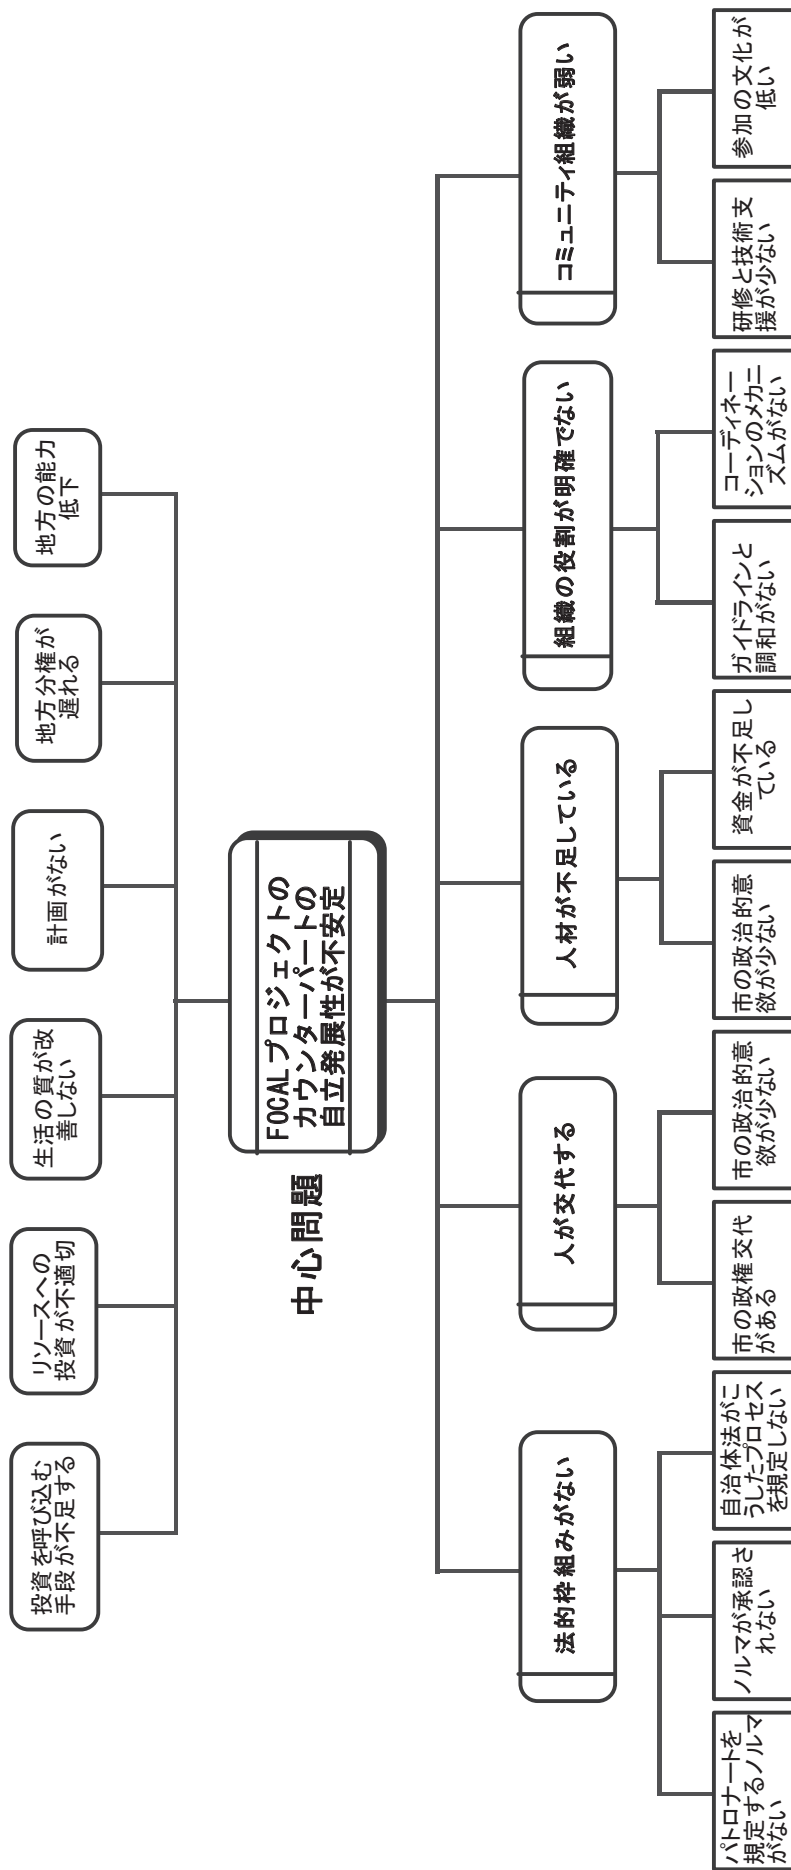 投資を呼び込む
手段が不足する
リソースへの
投資が不適切
生活の質が改
善しない
計画がない
地方分権が
遅れる
地方の能力
低下
中心問題
FOCALプロジェクトの
カウンターパートの
自立発展性が不安定
法的枠組みがない
人が交代する
人材が不足している
組織の役割が明確でない
コミュニティ組織が弱い
パトロナートを
規定するノルマ
がない
ノルマが承認さ
れない
自治体法がこ
うしたプロセス
を規定しない
市の政権交代
がある
市の政治的意
欲が少ない
市の政治的意
欲が少ない
資金が不足し
ている
ガイドラインと
調和がない
コーディネー
ションのメカニ
ズムがない
研修と技術支
援が少ない
参加の文化が
低い